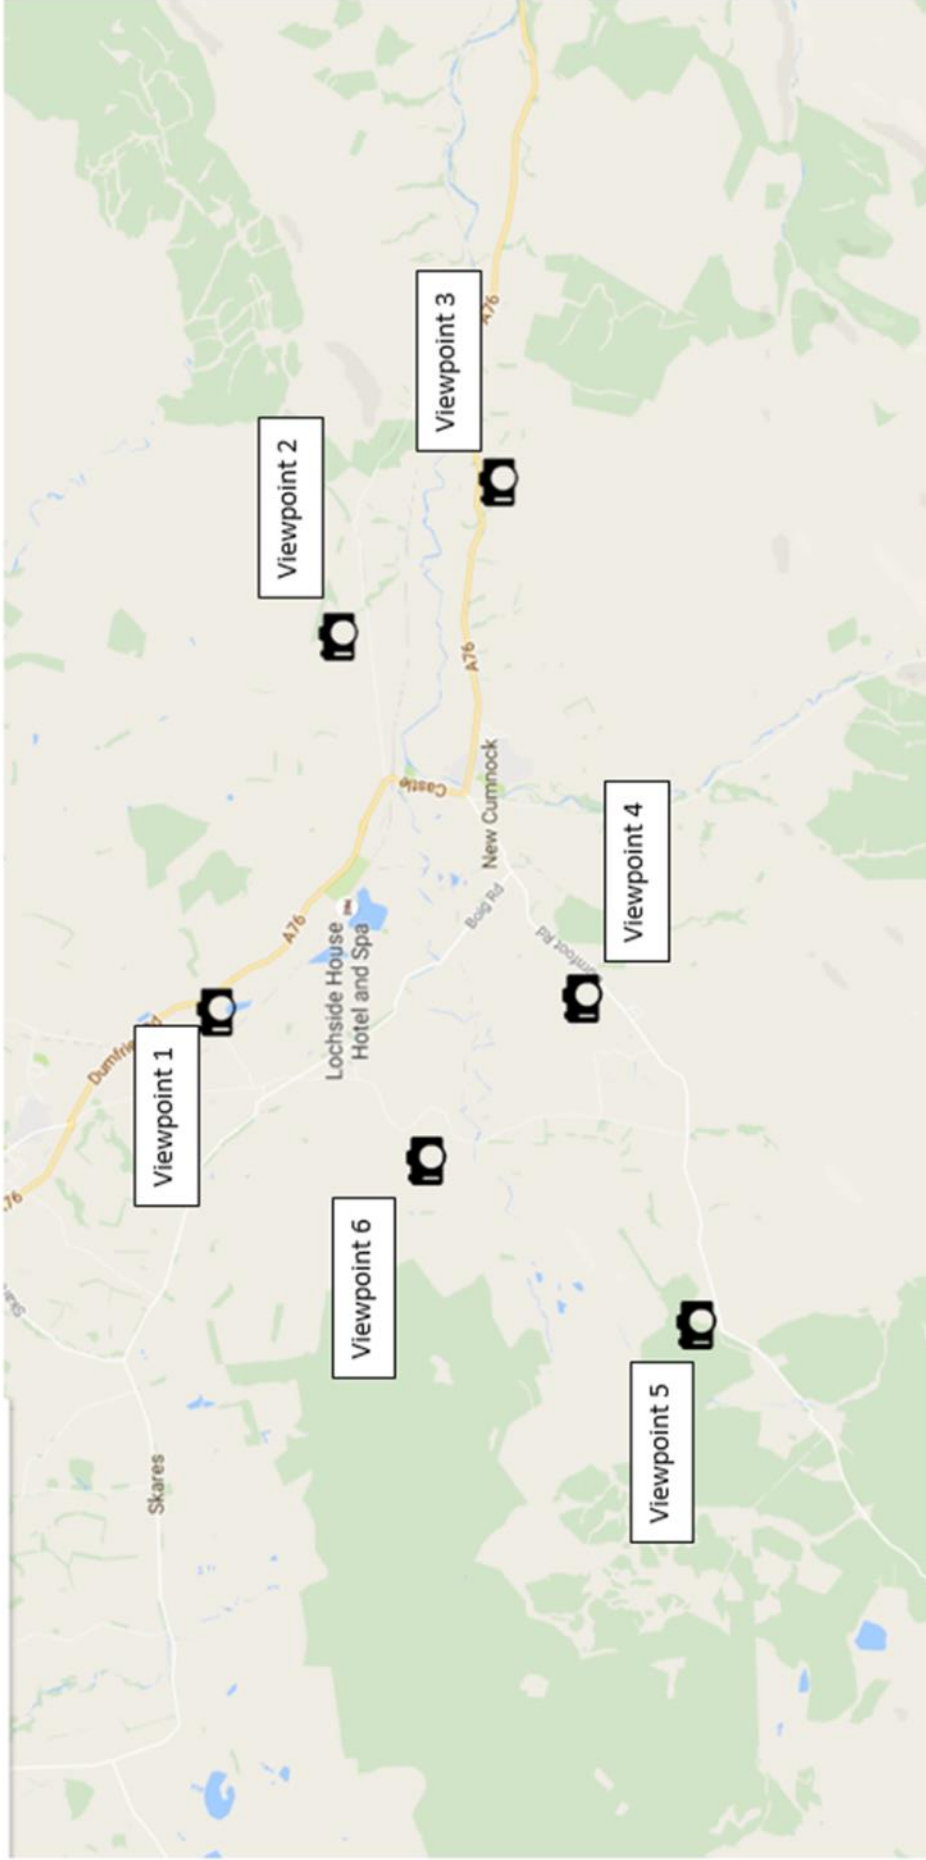 Skares
Viewpoint 1
A76
Viewpoint 2
Lochside House
Hotel and Spa
Viewpoint 6
Castle
Viewpoint 3
A76
Boig Rd
New Cumnock
A76
Viewpoint 4
Viewpoint 5